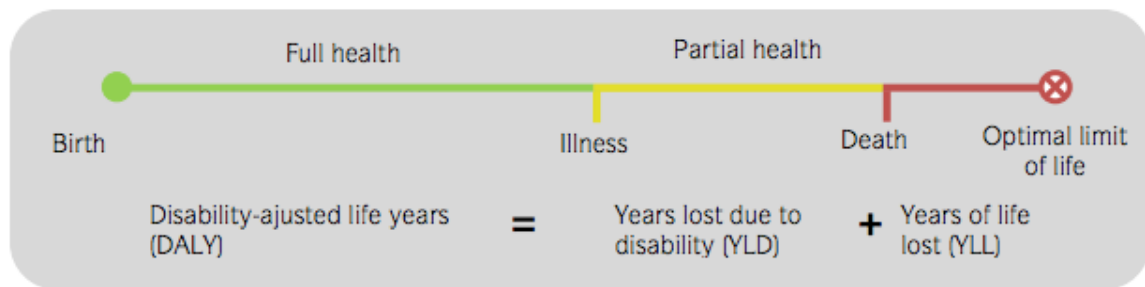 Full health
Partial health
Birth
Illness
Death
Optimal limit
of life
Disability-ajusted life years
(DALY)
=
Years lost due to
disability (YLD)
+
Years of life
lost (YLL)